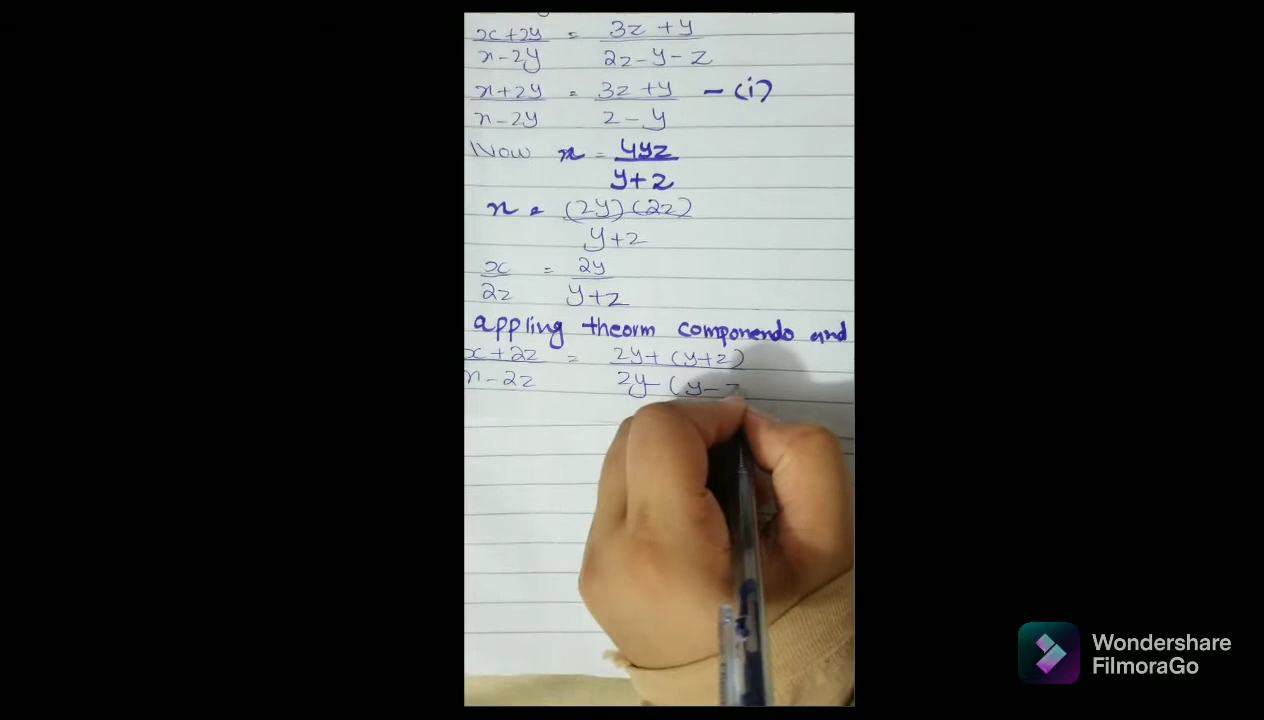 x+2y/x-2y = 3z+y/2z-y-z
x+2y/x-2y = 3z+y/z-y -(i)
Now x = 4yz/y+z
x = (2y)(2z)/y+z
x/2z = 2y/y+z
appling theorm componendo and
x+2z/x-2z = 2y+(y+z)/2y-(y-z
Wondershare
FilmoraGo